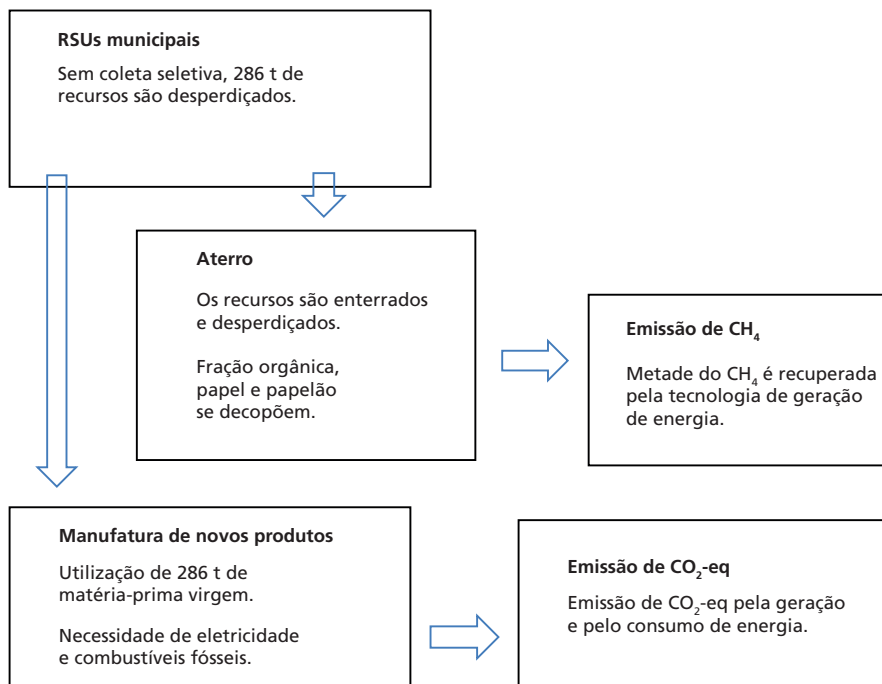 RSUs municipais
Sem coleta seletiva, 286 t de
recursos são desperdiçados.
Aterro
Os recursos são enterrados
e desperdiçados.
Fração orgânica,
papel e papelão
se decopõem.
Emissão de CH₄
Metade do CH₄ é recuperada
pela tecnologia de geração
de energia.
Manufatura de novos produtos
Utilização de 286 t de
matéria-prima virgem.
Necessidade de eletricidade
e combustíveis fósseis.
Emissão de CO₂-eq
Emissão de CO₂-eq pela geração
e pelo consumo de energia.